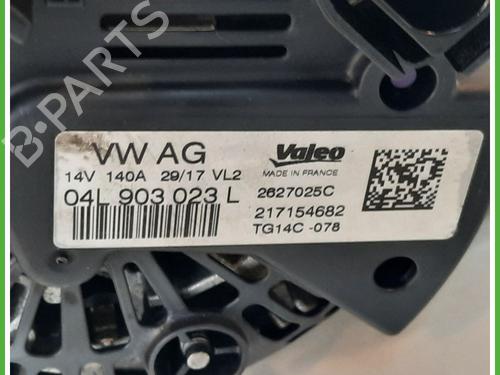 B-PARTS
VW AG
14V 140A 29/17 VL2
04L 903 023 L
Valeo
MADE IN FRANCE
2627025C
217154682
TG14C -078